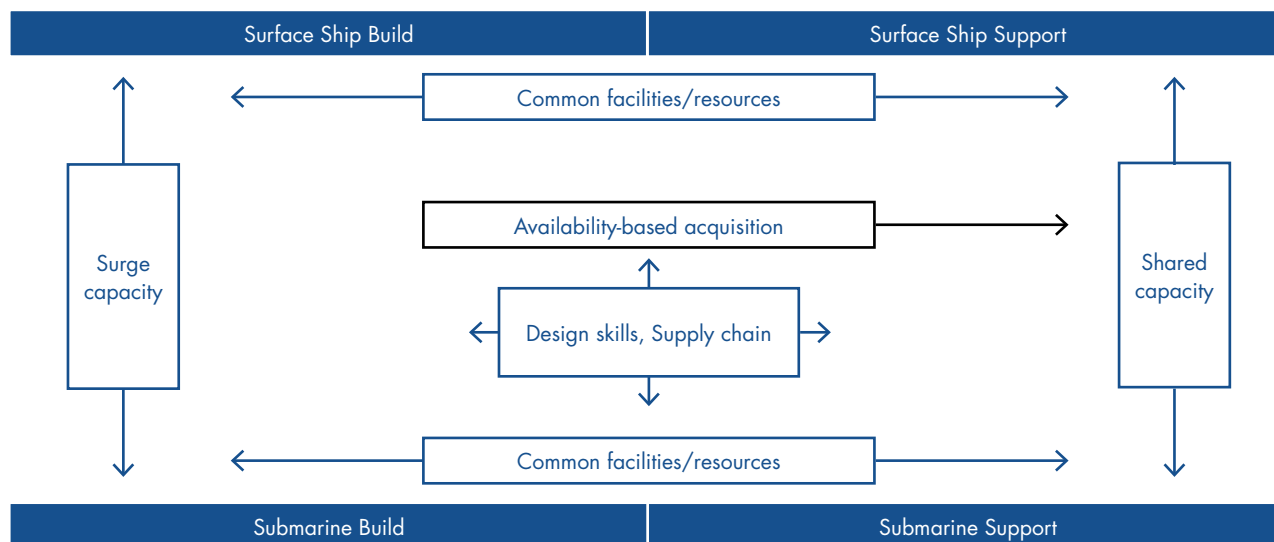 Surface Ship Build
Surface Ship Support
Common facilities/resources
Availability-based acquisition
Surge
capacity
Shared
capacity
Design skills, Supply chain
Common facilities/resources
Submarine Build
Submarine Support